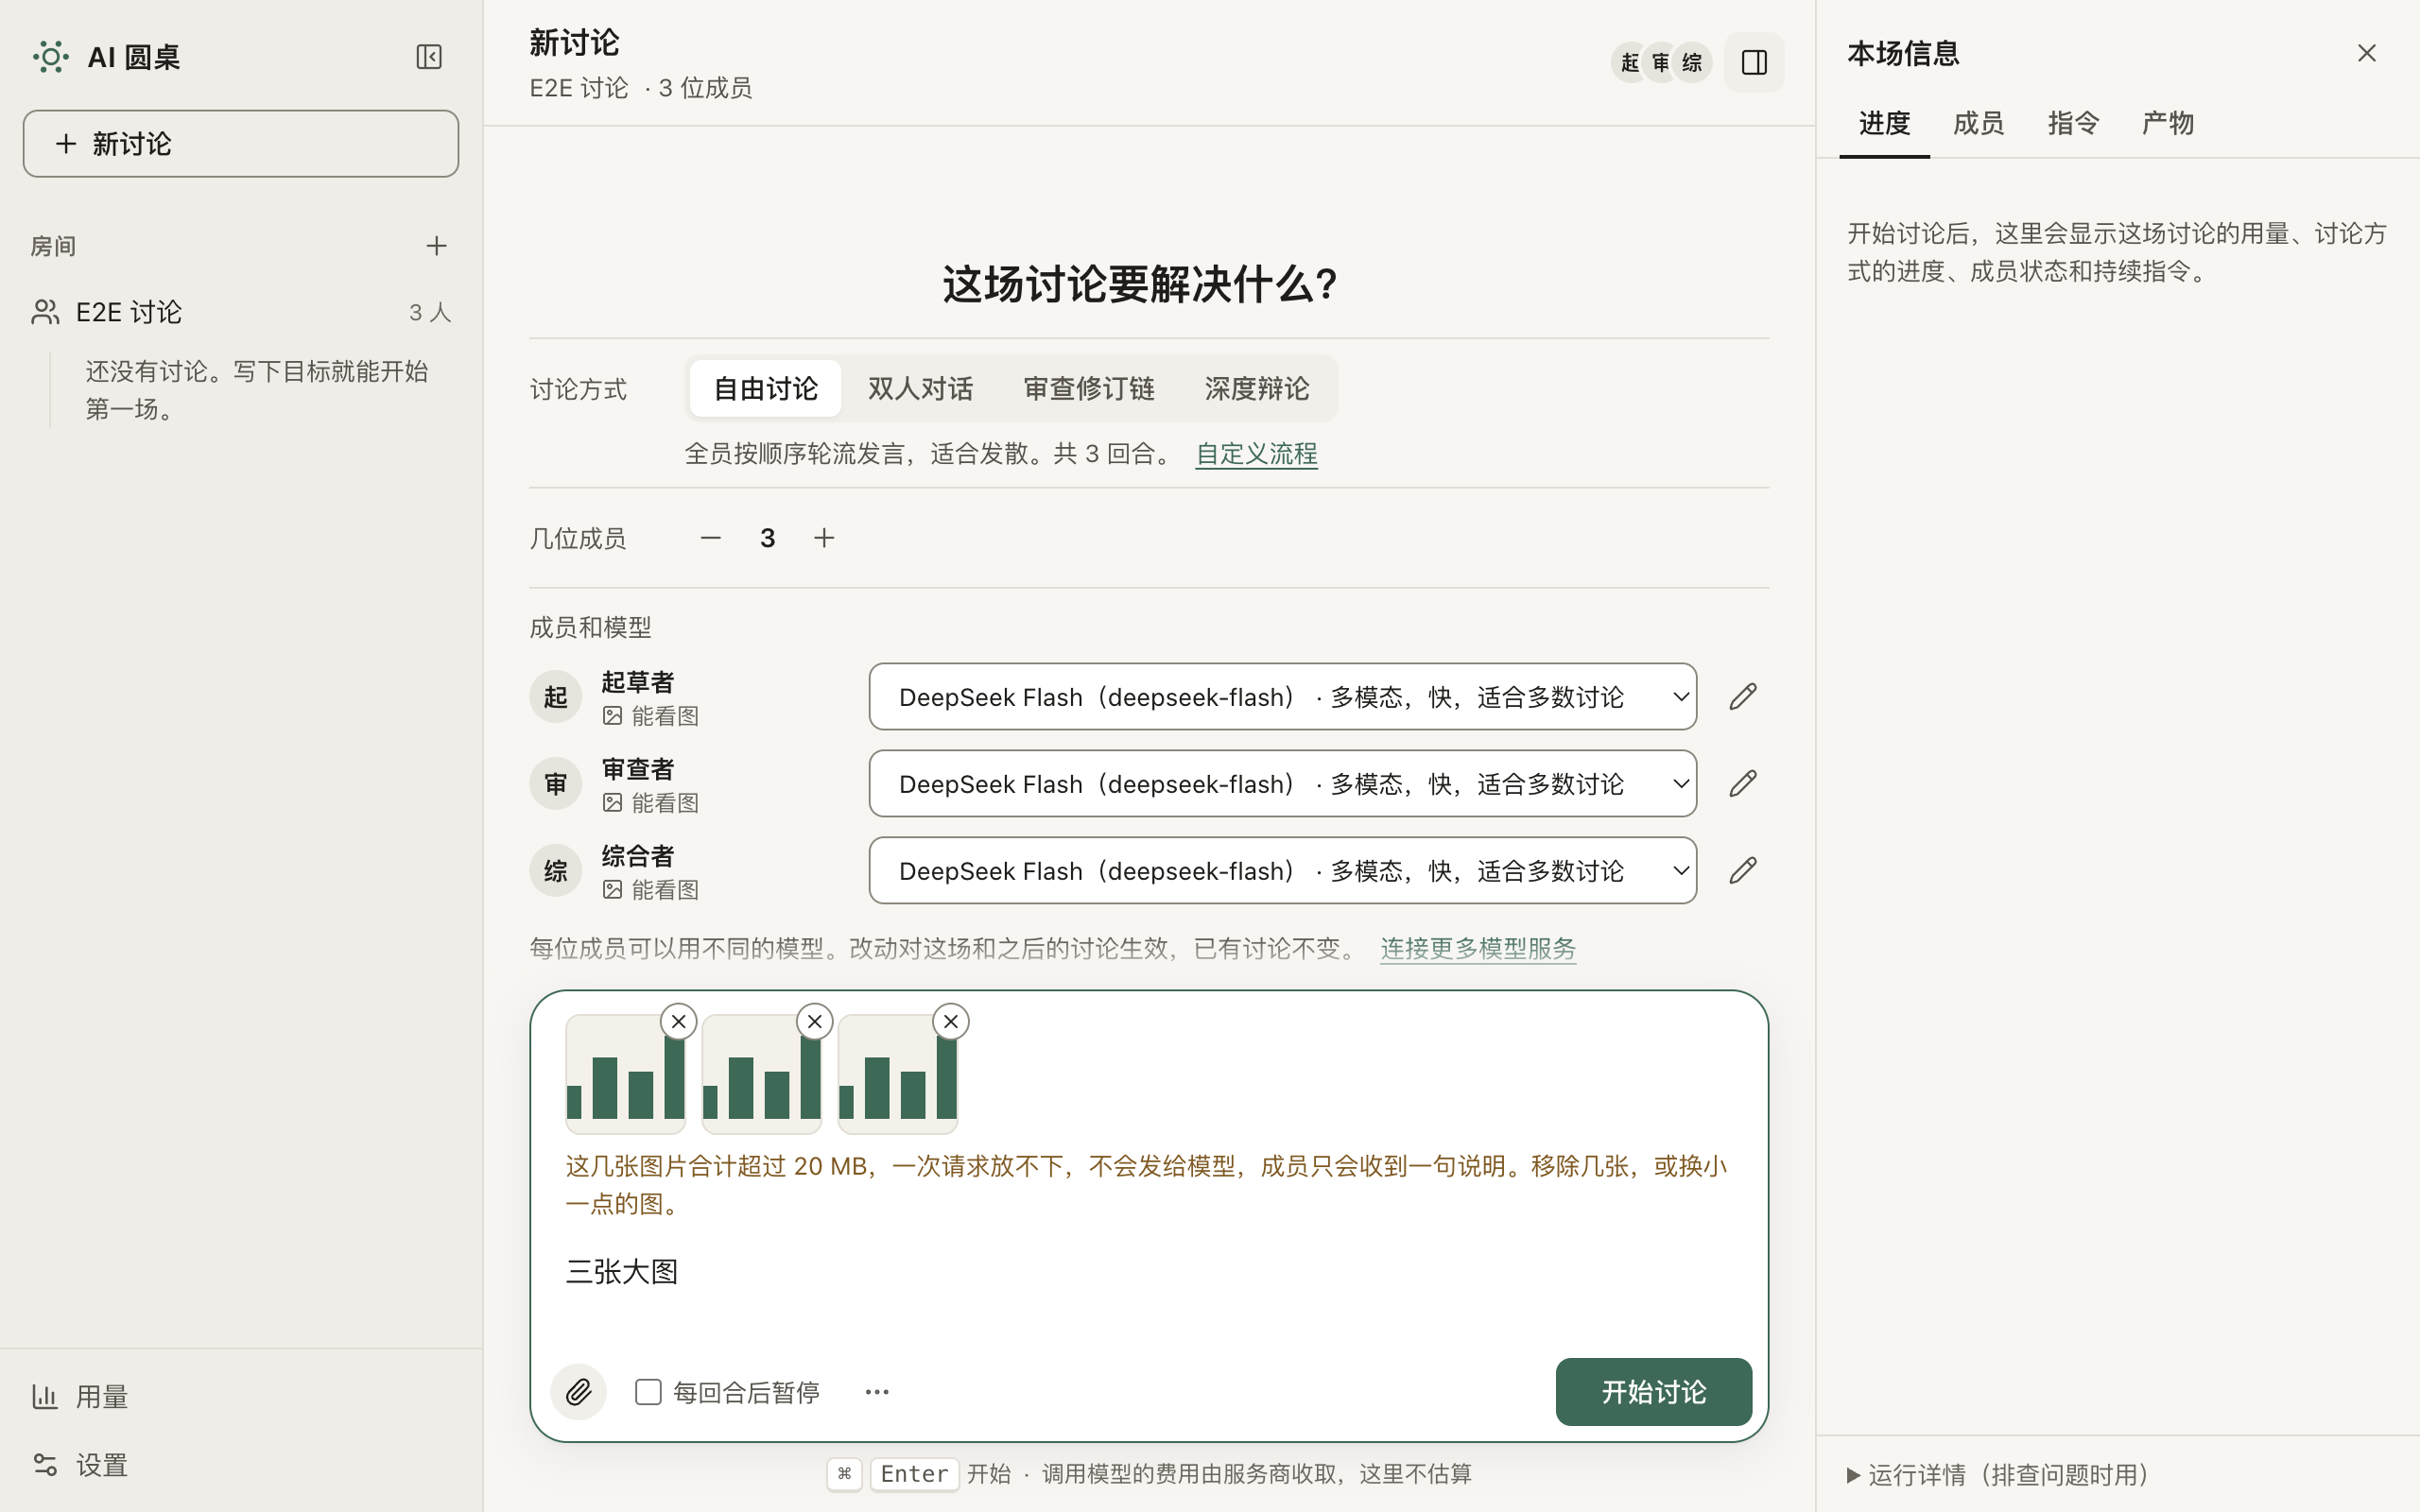 AI 圆桌
新讨论
房间
E2E 讨论
3 人
还没有讨论。写下目标就能开始
第一场。
用量
设置
新讨论
E2E 讨论 · 3 位成员
起 审 综
这场讨论要解决什么?
讨论方式
自由讨论 双人对话 审查修订链 深度辩论
全员按顺序轮流发言，适合发散。共 3 回合。 自定义流程
几位成员
3
成员和模型
起
起草者
能看图
DeepSeek Flash（deepseek-flash） · 多模态，快，适合多数讨论
审
审查者
能看图
DeepSeek Flash（deepseek-flash） · 多模态，快，适合多数讨论
综
综合者
能看图
DeepSeek Flash（deepseek-flash） · 多模态，快，适合多数讨论
每位成员可以用不同的模型。改动对这场和之后的讨论生效，已有讨论不变。 连接更多模型服务
这几张图片合计超过 20 MB，一次请求放不下，不会发给模型，成员只会收到一句说明。移除几张，或换小
一点的图。
三张大图
每回合后暂停
开始讨论
⌘ Enter 开始 · 调用模型的费用由服务商收取，这里不估算
本场信息
进度 成员 指令 产物
开始讨论后，这里会显示这场讨论的用量、讨论方
式的进度、成员状态和持续指令。
运行详情（排查问题时用）